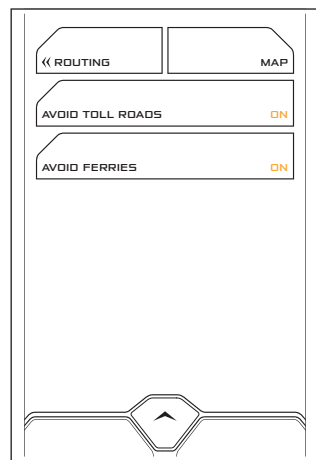 « ROUTING MAP
AVOID TOLL ROADS ON
AVOID FERRIES ON